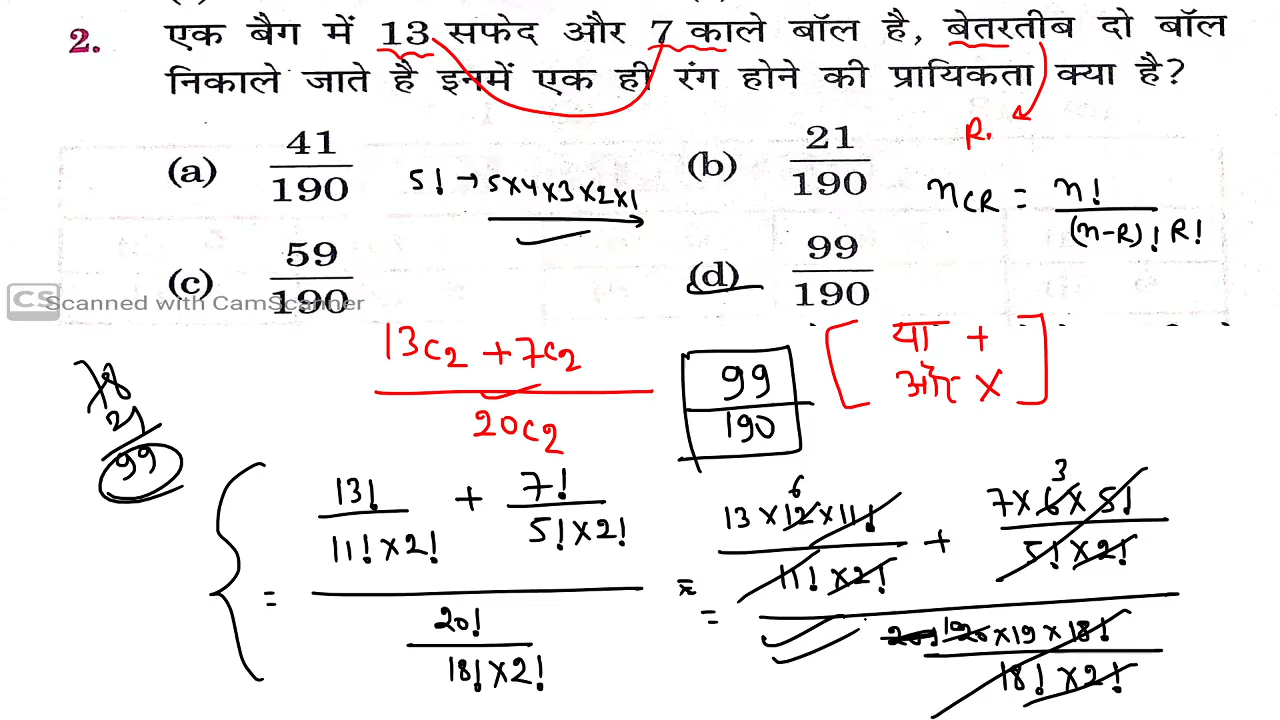 2. एक बैग में 13 सफेद और 7 काले बॉल है, बेतरतीब दो बॉल
निकाले जाते है इनमें एक ही रंग होने की प्रायिकता क्या है?
R.
(a) 41/190
(b) 21/190
5! → 5×4×3×2×1
nCR = n!/(n-R)! R!
(c) 59/190
(d) 99/190
CS Scanned with CamScanner
13C2 + 7C2
20C2
99
190
[ या +
और × ]
78
21
99
= 13!/11!×2! + 7!/5!×2!
20!/18!×2!
= 13×12×11!/11!×2! + 7×6×5!/5!×2!
6
3
10 20×19×18!/18!×2!